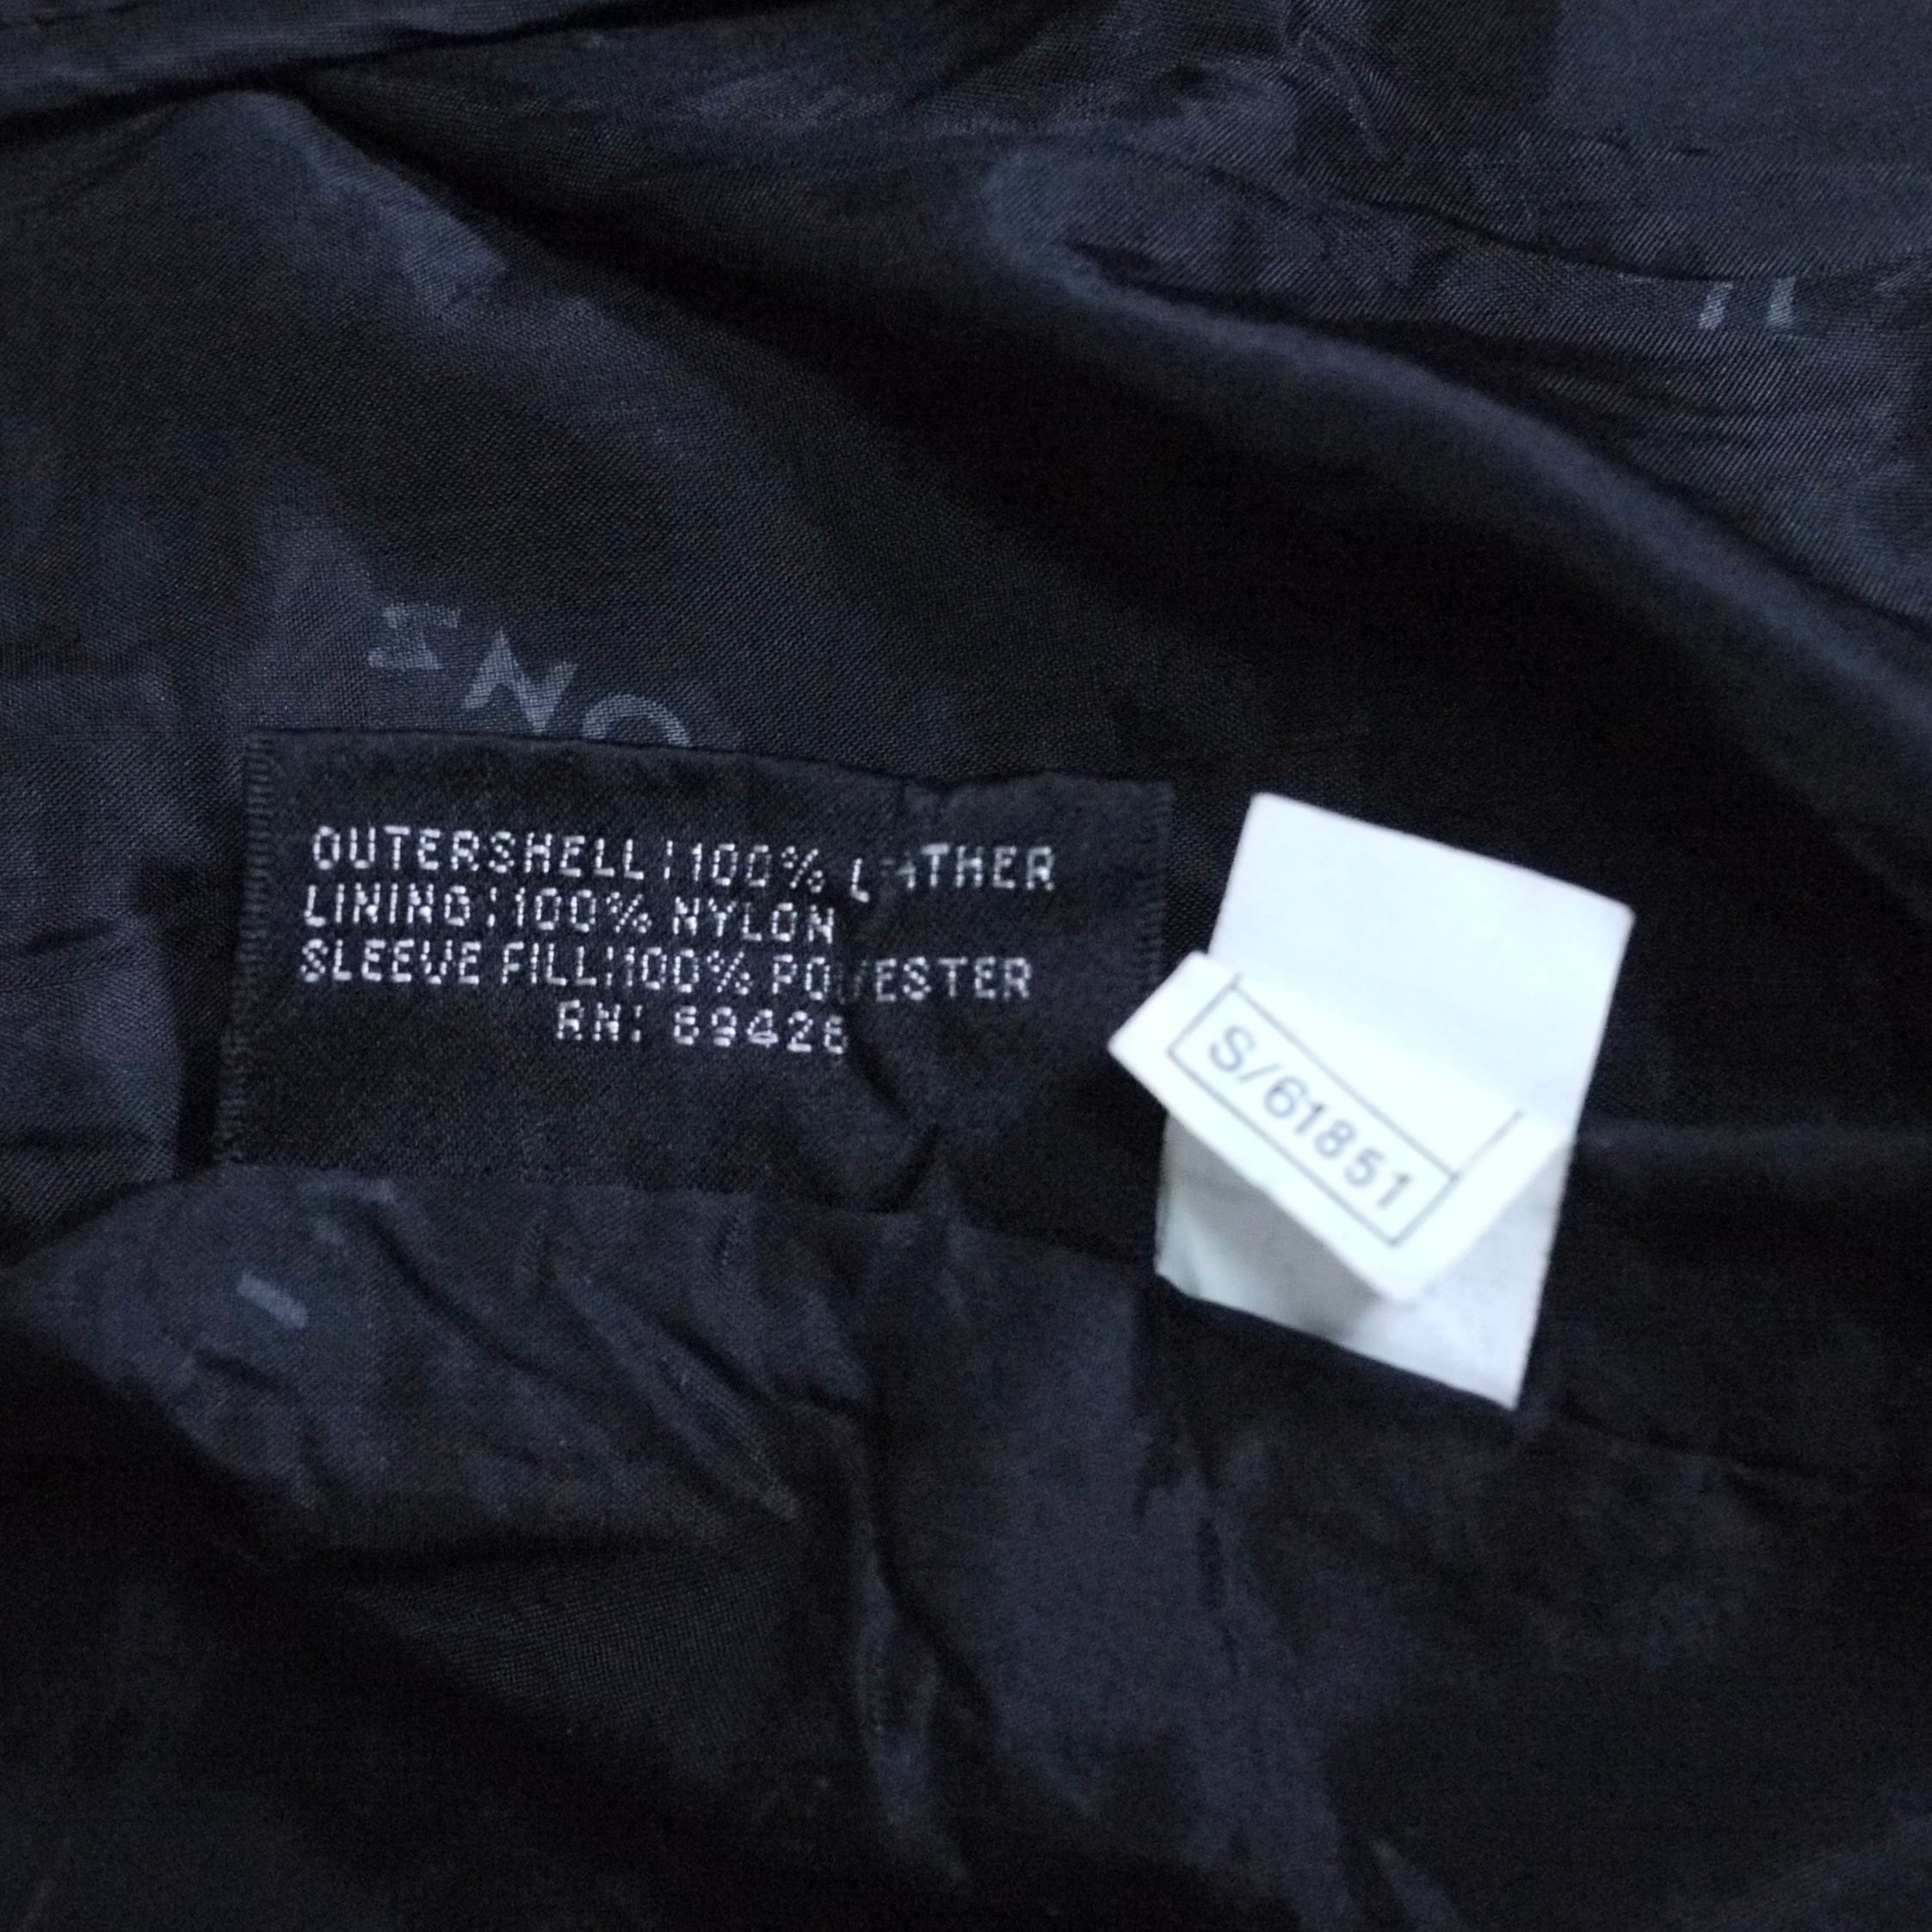 OUTERSHELL:100% LEATHER
LINING:100% NYLON
SLEEVE FILL:100% POLYESTER
RN: 69426
S/61851